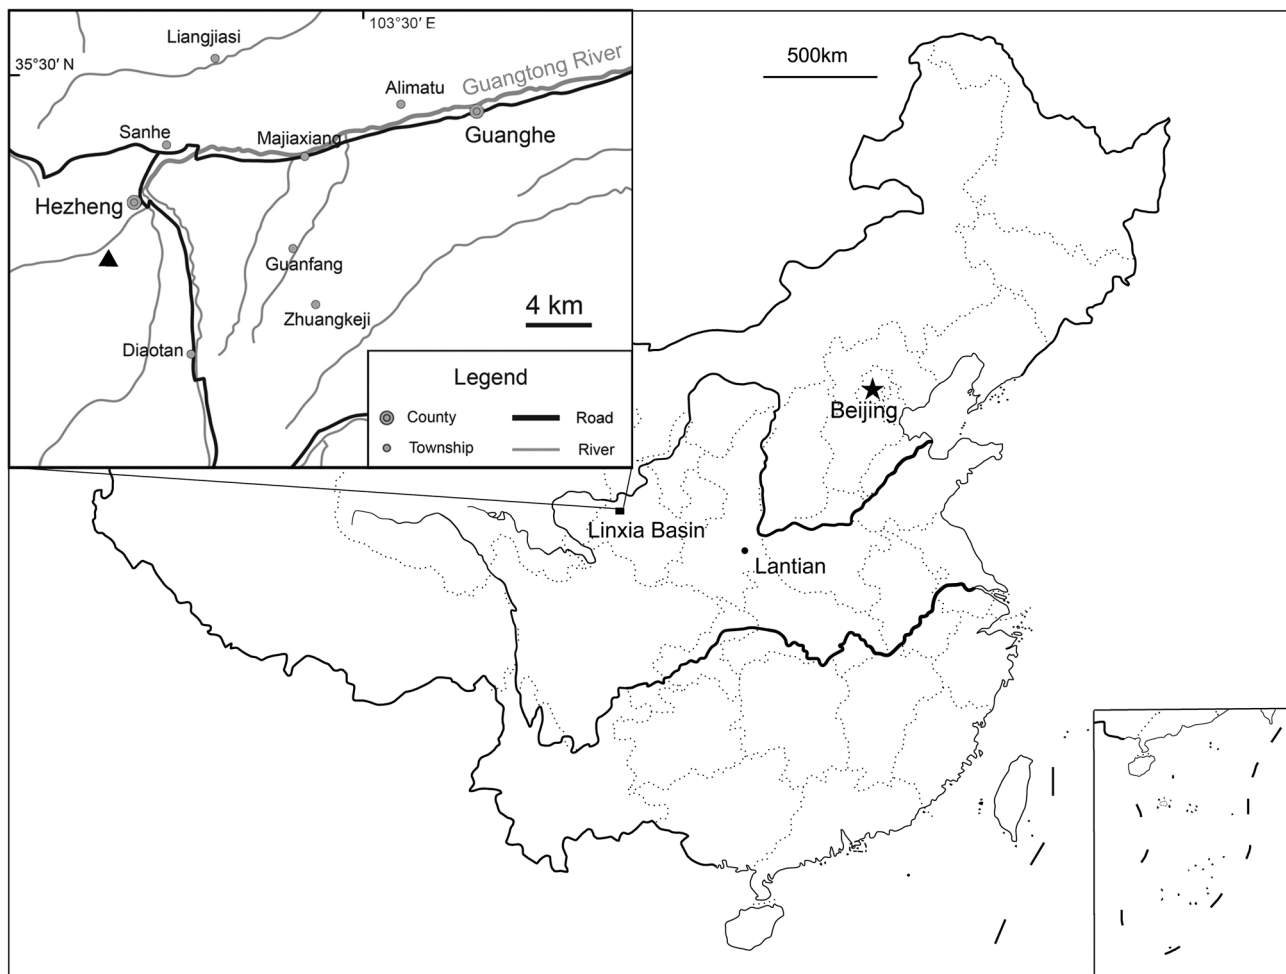 103°30′ E
Liangjiasi
35°30′ N
Guangtong River
Alimatu
Sanhe
Majiaxiang
Guanghe
Hezheng
Guanfang
Zhuangkeji
4 km
Diaotan
Legend
County
Road
Township
River
500km
Beijing
Linxia Basin
Lantian